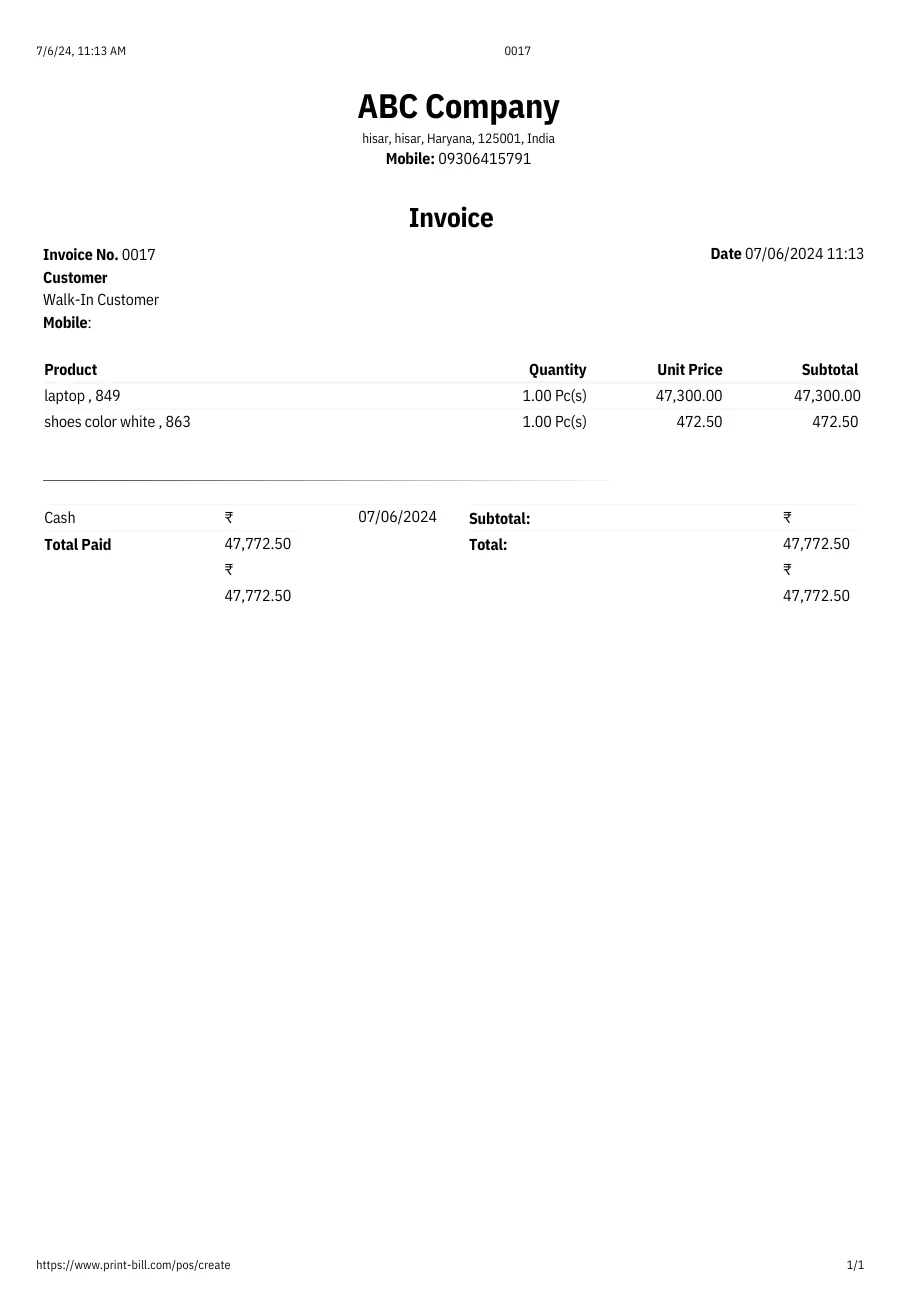 7/6/24, 11:13 AM 0017
ABC Company
hisar, hisar, Haryana, 125001, India
Mobile: 09306415791
Invoice
Invoice No. 0017 Date 07/06/2024 11:13
Customer
Walk-In Customer
Mobile:
Product Quantity Unit Price Subtotal
laptop , 849 1.00 Pc(s) 47,300.00 47,300.00
shoes color white , 863 1.00 Pc(s) 472.50 472.50
Cash ₹ 07/06/2024 Subtotal: ₹
Total Paid 47,772.50 Total: 47,772.50
₹ ₹
47,772.50 47,772.50
https://www.print-bill.com/pos/create 1/1